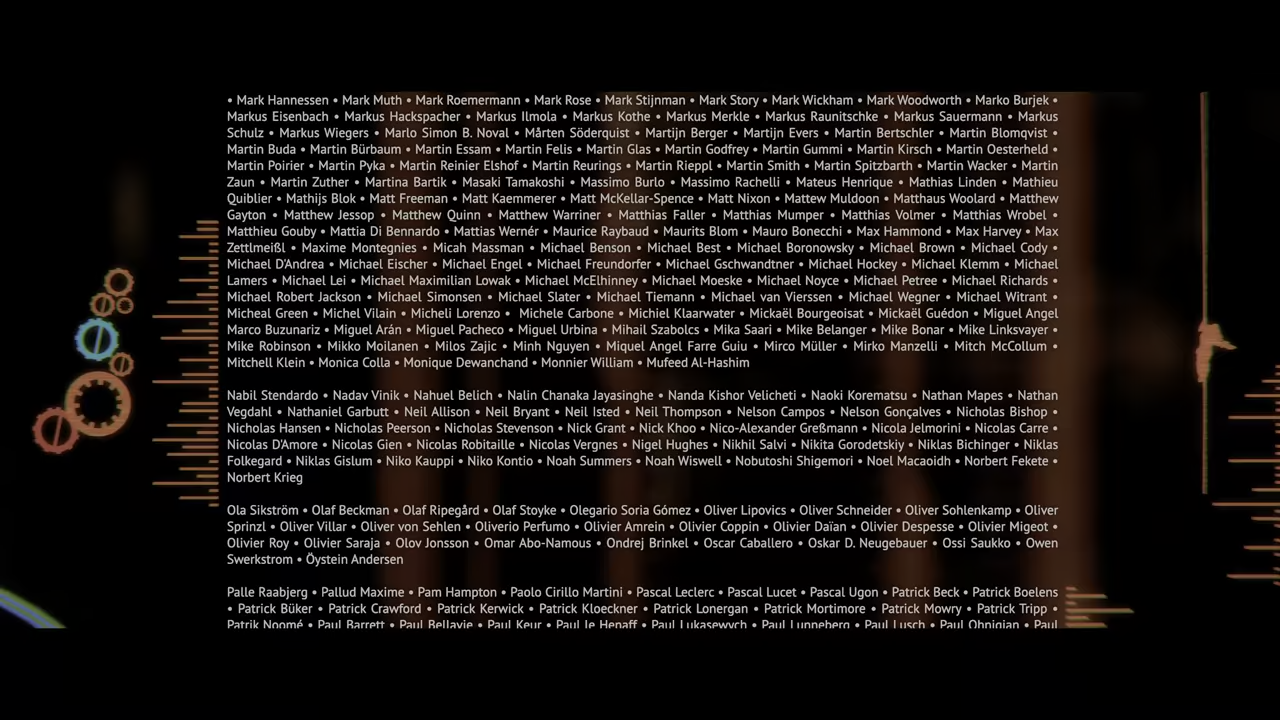 • Mark Hannessen • Mark Muth • Mark Roemermann • Mark Rose • Mark Stijnman • Mark Story • Mark Wickham • Mark Woodworth • Marko Burjek •
Markus Eisenbach • Markus Hackspacher • Markus Ilmola • Markus Kothe • Markus Merkle • Markus Raunitschke • Markus Sauermann • Markus
Schulz • Markus Wiegers • Marlo Simon B. Noval • Mårten Söderquist • Martijn Berger • Martijn Evers • Martin Bertschler • Martin Blomqvist •
Martin Buda • Martin Bürbaum • Martin Essam • Martin Felis • Martin Glas • Martin Godfrey • Martin Gummi • Martin Kirsch • Martin Oesterheld •
Martin Poirier • Martin Pyka • Martin Reinier Elshof • Martin Reurings • Martin Rieppl • Martin Smith • Martin Spitzbarth • Martin Wacker • Martin
Zaun • Martin Zuther • Martina Bartik • Masaki Tamakoshi • Massimo Burlo • Massimo Rachelli • Mateus Henrique • Mathias Linden • Mathieu
Quiblier • Mathijs Blok • Matt Freeman • Matt Kaemmerer • Matt McKellar-Spence • Matt Nixon • Mattew Muldoon • Matthaus Woolard • Matthew
Gayton • Matthew Jessop • Matthew Quinn • Matthew Warriner • Matthias Faller • Matthias Mumper • Matthias Volmer • Matthias Wrobel •
Matthieu Gouby • Mattia Di Bennardo • Mattias Wernér • Maurice Raybaud • Maurits Blom • Mauro Bonecchi • Max Hammond • Max Harvey • Max
Zettlmeißl • Maxime Montegnies • Micah Massman • Michael Benson • Michael Best • Michael Boronowsky • Michael Brown • Michael Cody •
Michael D'Andrea • Michael Eischer • Michael Engel • Michael Freundorfer • Michael Gschwandtner • Michael Hockey • Michael Klemm • Michael
Lamers • Michael Lei • Michael Maximilian Lowak • Michael McElhinney • Michael Moeske • Michael Noyce • Michael Petree • Michael Richards •
Michael Robert Jackson • Michael Simonsen • Michael Slater • Michael Tiemann • Michael van Vierssen • Michael Wegner • Michael Witrant •
Micheal Green • Michel Vilain • Micheli Lorenzo • Michele Carbone • Michiel Klaarwater • Mickaël Bourgeoisat • Mickaël Guédon • Miguel Angel
Marco Buzunariz • Miguel Arán • Miguel Pacheco • Miguel Urbina • Mihail Szabolcs • Mika Saari • Mike Belanger • Mike Bonar • Mike Linksvayer •
Mike Robinson • Mikko Moilanen • Milos Zajic • Minh Nguyen • Miquel Angel Farre Guiu • Mirco Müller • Mirko Manzelli • Mitch McCollum •
Mitchell Klein • Monica Colla • Monique Dewanchand • Monnier William • Mufeed Al-Hashim
Nabil Stendardo • Nadav Vinik • Nahuel Belich • Nalin Chanaka Jayasinghe • Nanda Kishor Velicheti • Naoki Korematsu • Nathan Mapes • Nathan
Vegdahl • Nathaniel Garbutt • Neil Allison • Neil Bryant • Neil Isted • Neil Thompson • Nelson Campos • Nelson Gonçalves • Nicholas Bishop •
Nicholas Hansen • Nicholas Peerson • Nicholas Stevenson • Nick Grant • Nick Khoo • Nico-Alexander Greßmann • Nicola Jelmorini • Nicolas Carre •
Nicolas D'Amore • Nicolas Gien • Nicolas Robitaille • Nicolas Vergnes • Nigel Hughes • Nikhil Salvi • Nikita Gorodetskiy • Niklas Bichinger • Niklas
Folkegard • Niklas Gislum • Niko Kauppi • Niko Kontio • Noah Summers • Noah Wiswell • Nobutoshi Shigemori • Noel Macaoidh • Norbert Fekete •
Norbert Krieg
Ola Sikström • Olaf Beckman • Olaf Ripegård • Olaf Stoyke • Olegario Soria Gómez • Oliver Lipovics • Oliver Schneider • Oliver Sohlenkamp • Oliver
Sprinzl • Oliver Villar • Oliver von Sehlen • Oliverio Perfumo • Olivier Amrein • Olivier Coppin • Olivier Daïan • Olivier Despesse • Olivier Migeot •
Olivier Roy • Olivier Saraja • Olov Jonsson • Omar Abo-Namous • Ondrej Brinkel • Oscar Caballero • Oskar D. Neugebauer • Ossi Saukko • Owen
Swerkstrom • Öystein Andersen
Palle Raabjerg • Pallud Maxime • Pam Hampton • Paolo Cirillo Martini • Pascal Leclerc • Pascal Lucet • Pascal Ugon • Patrick Beck • Patrick Boelens
• Patrick Büker • Patrick Crawford • Patrick Kerwick • Patrick Kloeckner • Patrick Lonergan • Patrick Mortimore • Patrick Mowry • Patrick Tripp •
Patrik Noomé • Paul Barrett • Paul Bellavie • Paul Keur • Paul le Henaff • Paul Lukasewych • Paul Lunneberg • Paul Lusch • Paul Ohnigian • Paul